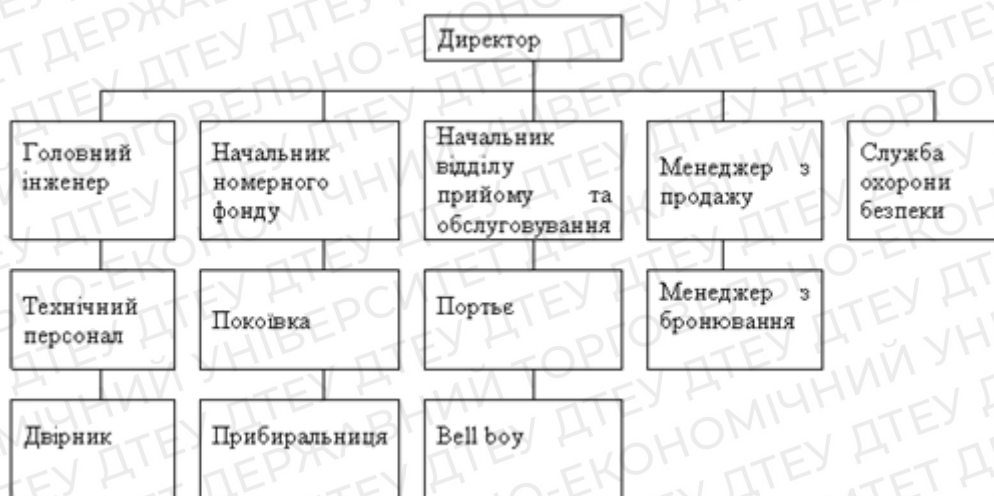 Директор
Головний
інженер
Начальник
номерного
фонду
Начальник
відділу
прийому та
обслуговування
Менеджер з
продажу
Служба
охорони
безпеки
Технічний
персонал
Покоївка
Портьє
Менеджер з
бронювання
Двірник
Прибиральниця
Bell boy